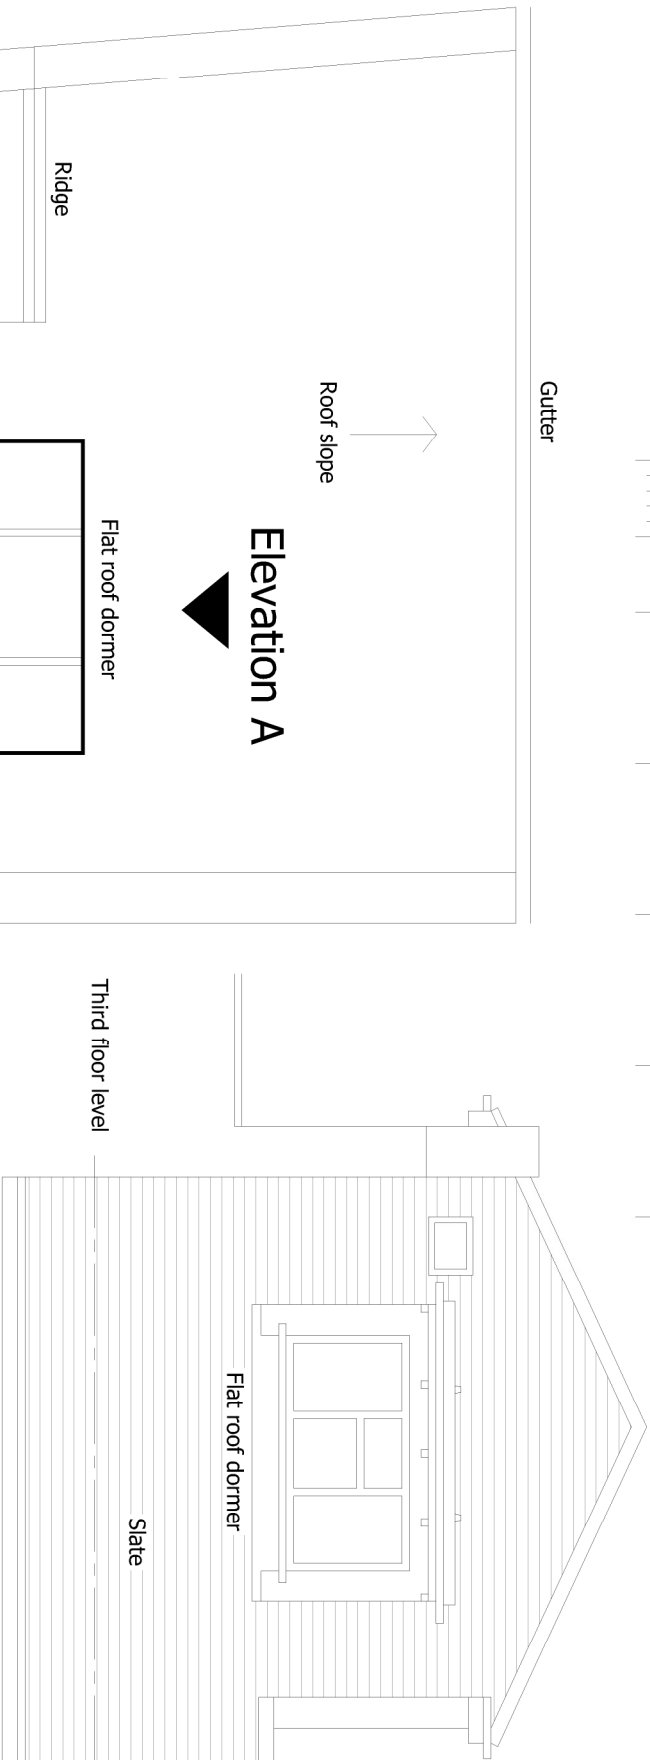 Gutter
Roof slope
Elevation A
Flat roof dormer
Ridge
Flat roof dormer
Slate
Third floor level